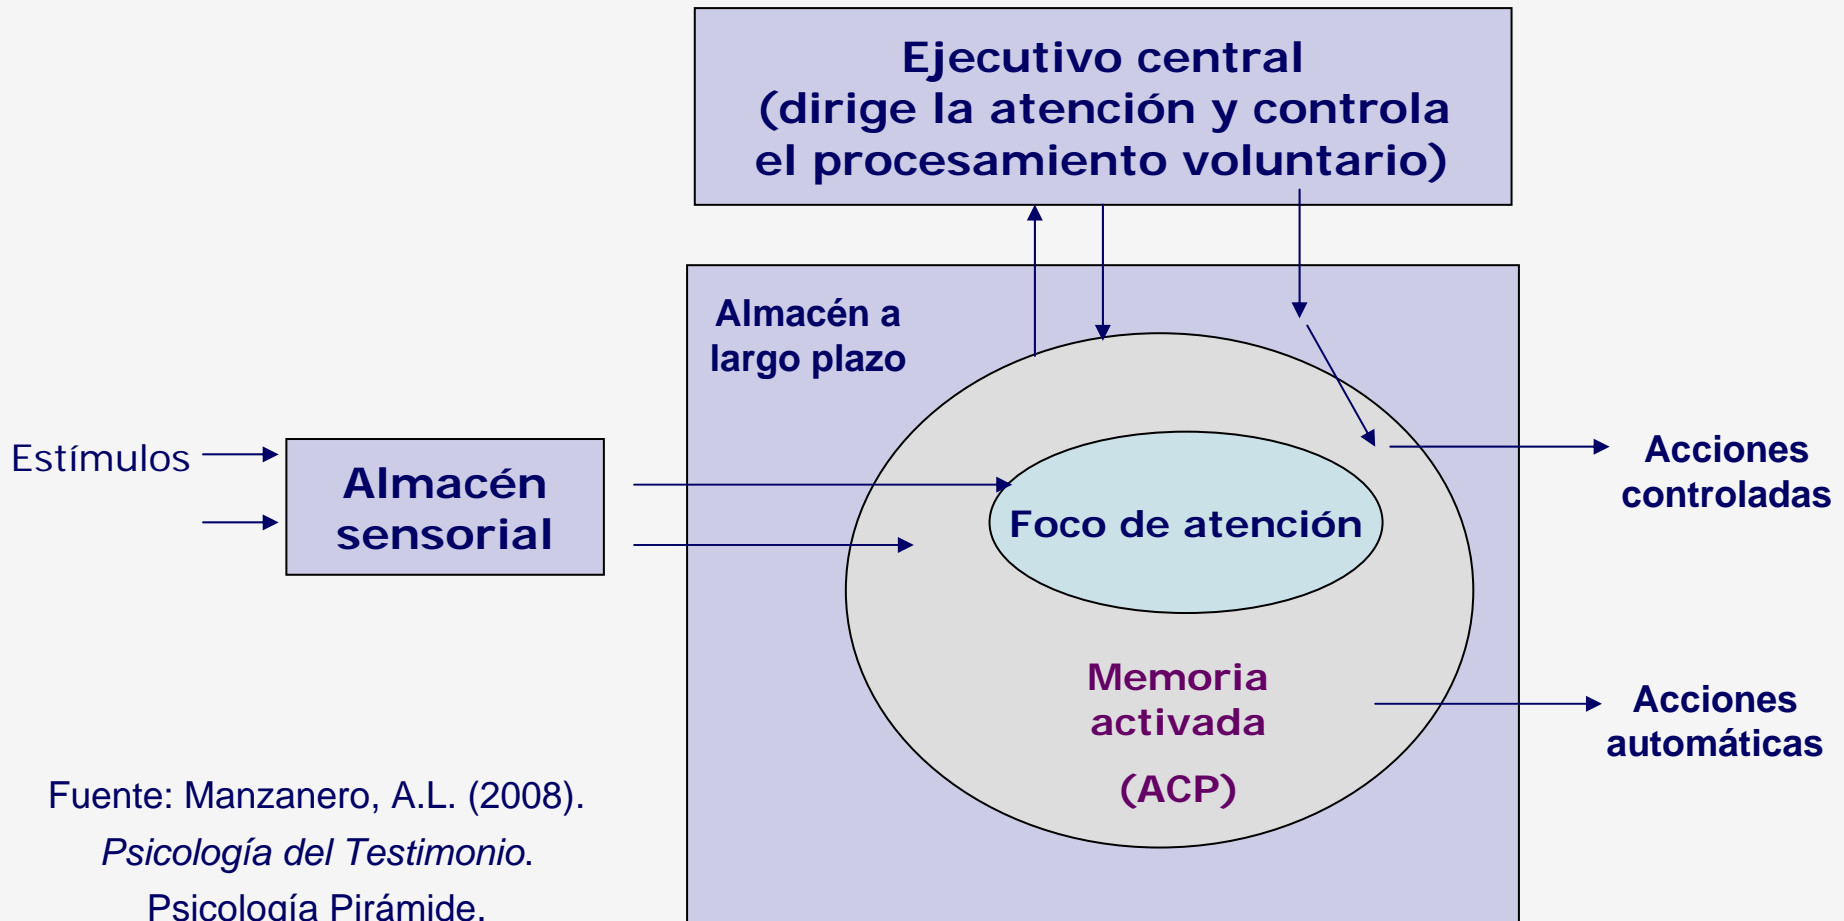 Ejecutivo central
(dirige la atención y controla
el procesamiento voluntario)
Almacén a
largo plazo
Estímulos
Almacén
sensorial
Foco de atención
Acciones
controladas
Memoria
activada
(ACP)
Acciones
automáticas
Fuente: Manzanero, A.L. (2008).
Psicología del Testimonio.
Psicología Pirámide.